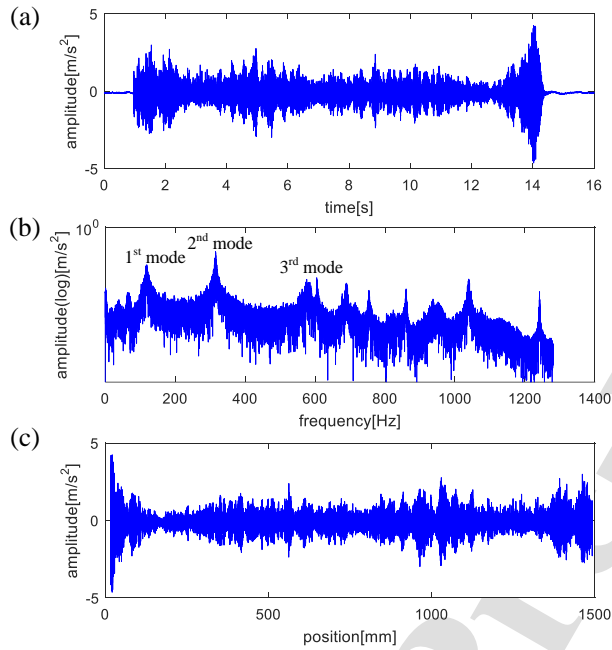 (a)
5
0
-5
amplitude[m/s²]
0 2 4 6 8 10 12 14 16
time[s]
(b)
10⁰
1st mode
2nd mode
3rd mode
amplitude(log)[m/s²]
0 200 400 600 800 1000 1200 1400
frequency[Hz]
(c)
5
0
-5
amplitude[m/s²]
0 500 1000 1500
position[mm]